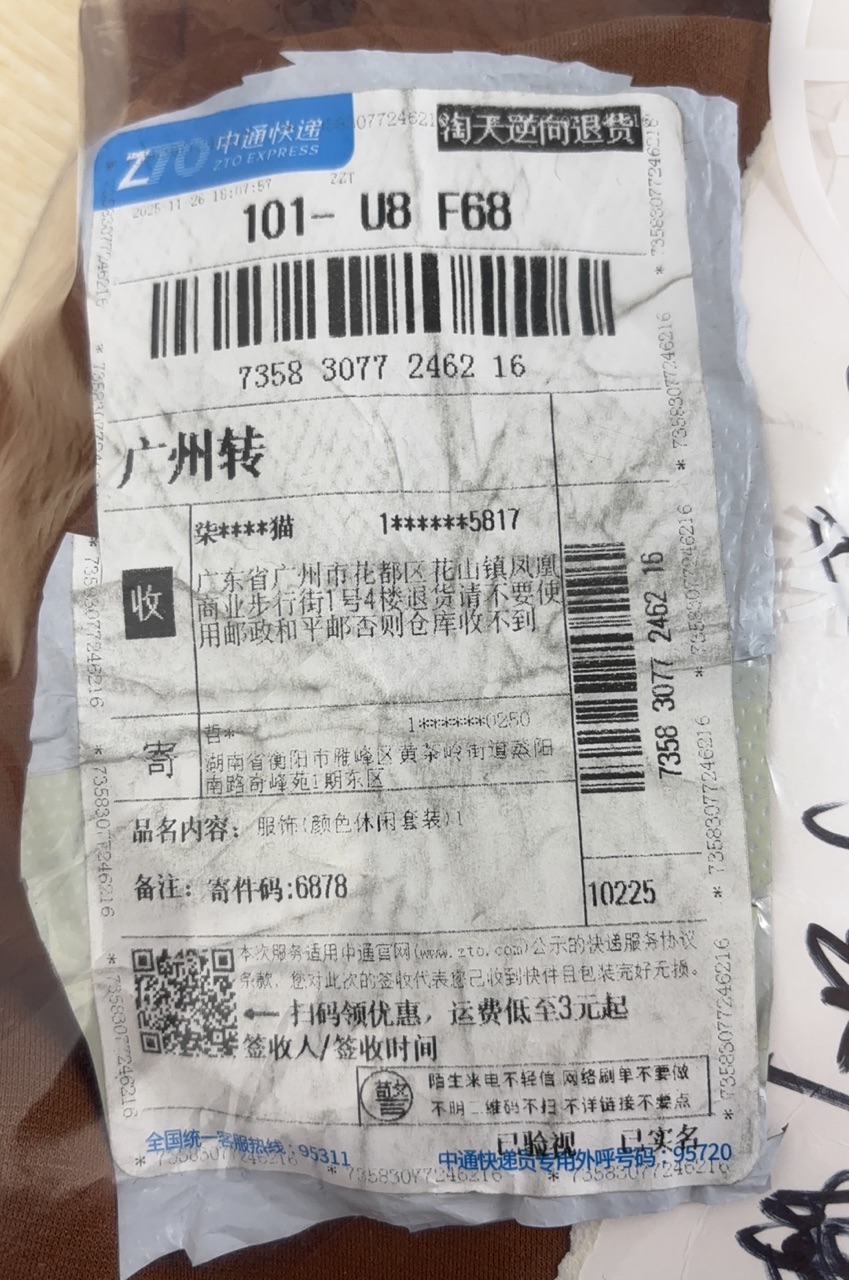 ZTO 中通快递
ZTO EXPRESS
淘天逆向退货
2025-11-26 16:07:57
ZZT
101- U8 F68
7358 3077 2462 16
广州转
收
柒****猫 1******5817
广东省广州市花都区花山镇凤凰
商业步行街1号4楼退货请不要使
用邮政和平邮否则仓库收不到
7358 3077 2462 16
寄
哲* 1******0250
湖南省衡阳市雁峰区黄茶岭街道蒸阳
南路奇峰苑1期东区
品名内容：服饰(颜色休闲套装)1
备注：寄件码:6878
10225
本次服务适用中通官网(www.zto.com)公示的快递服务协议
条款，您对此次的签收代表您已收到快件且包装完好无损。
← 扫码领优惠，运费低至3元起
签收人/签收时间
陌生来电不轻信 网络刷单不要做
不明二维码不扫 不详链接不要点
已验视 已实名
全国统一客服热线：95311
中通快递员专用外呼号码：95720
* 73583077246216
* 73583077246216
* 73583077246216